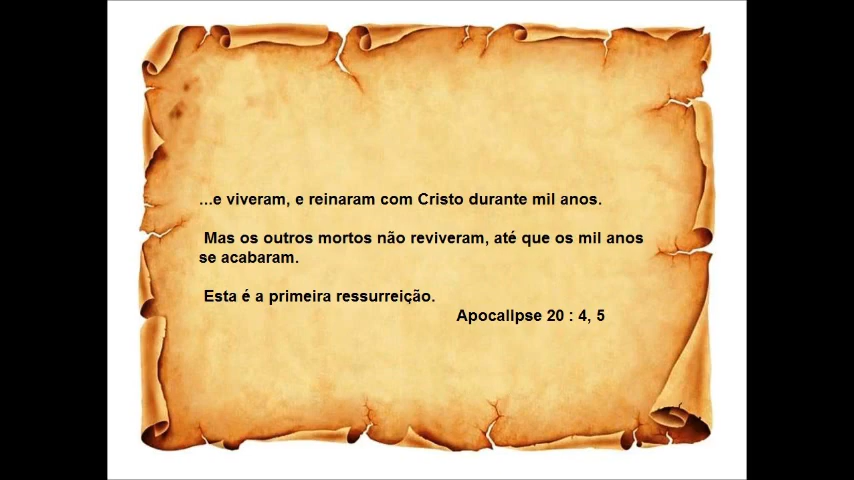 ...e viveram, e reinaram com Cristo durante mil anos.
Mas os outros mortos não reviveram, até que os mil anos
se acabaram.
Esta é a primeira ressurreição.
ApocalIpse 20 : 4, 5